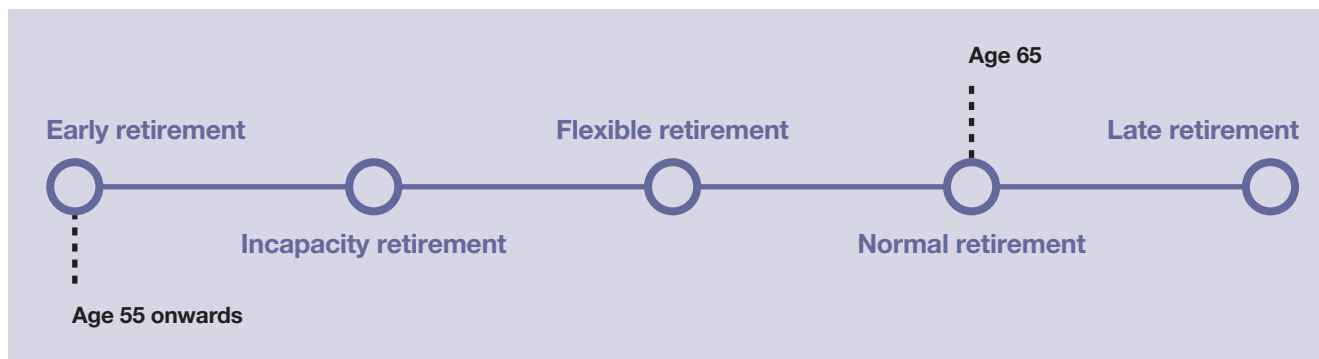 Age 65
Early retirement
Flexible retirement
Late retirement
Incapacity retirement
Normal retirement
Age 55 onwards